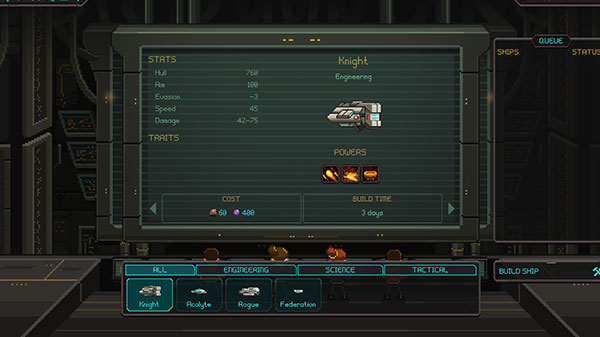 QUEUE
SHIPS
STATUS
STATS
Knight
Engineering
Hull 760
Aim 100
Evasion -3
Speed 45
Damage 42-75
TRAITS
POWERS
COST
60 400
BUILD TIME
3 days
ALL
ENGINEERING
SCIENCE
TACTICAL
BUILD SHIP
Knight
Acolyte
Rogue
Federation